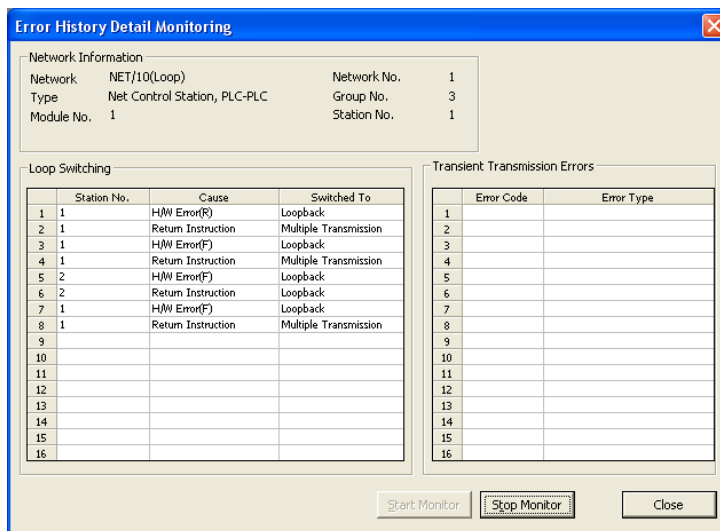 Error History Detail Monitoring
Network Information
Network NET/10(Loop) Network No. 1
Type Net Control Station, PLC-PLC Group No. 3
Module No. 1 Station No. 1
Loop Switching
Station No. Cause Switched To
1 1 H/W Error(R) Loopback
2 1 Return Instruction Multiple Transmission
3 1 H/W Error(F) Loopback
4 1 Return Instruction Multiple Transmission
5 2 H/W Error(F) Loopback
6 2 Return Instruction Loopback
7 1 H/W Error(F) Loopback
8 1 Return Instruction Multiple Transmission
9
10
11
12
13
14
15
16
Transient Transmission Errors
Error Code Error Type
1
2
3
4
5
6
7
8
9
10
11
12
13
14
15
16
Start Monitor Stop Monitor Close